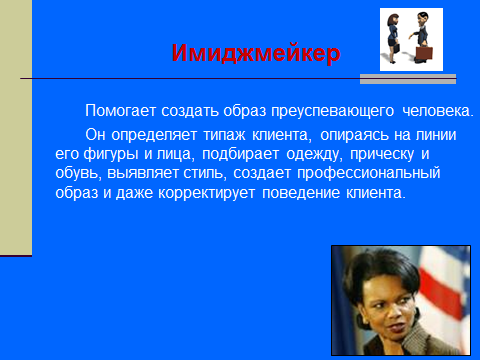 Имиджмейкер
Помогает создать образ преуспевающего человека.
Он определяет типаж клиента, опираясь на линии
его фигуры и лица, подбирает одежду, прическу и
обувь, выявляет стиль, создает профессиональный
образ и даже корректирует поведение клиента.